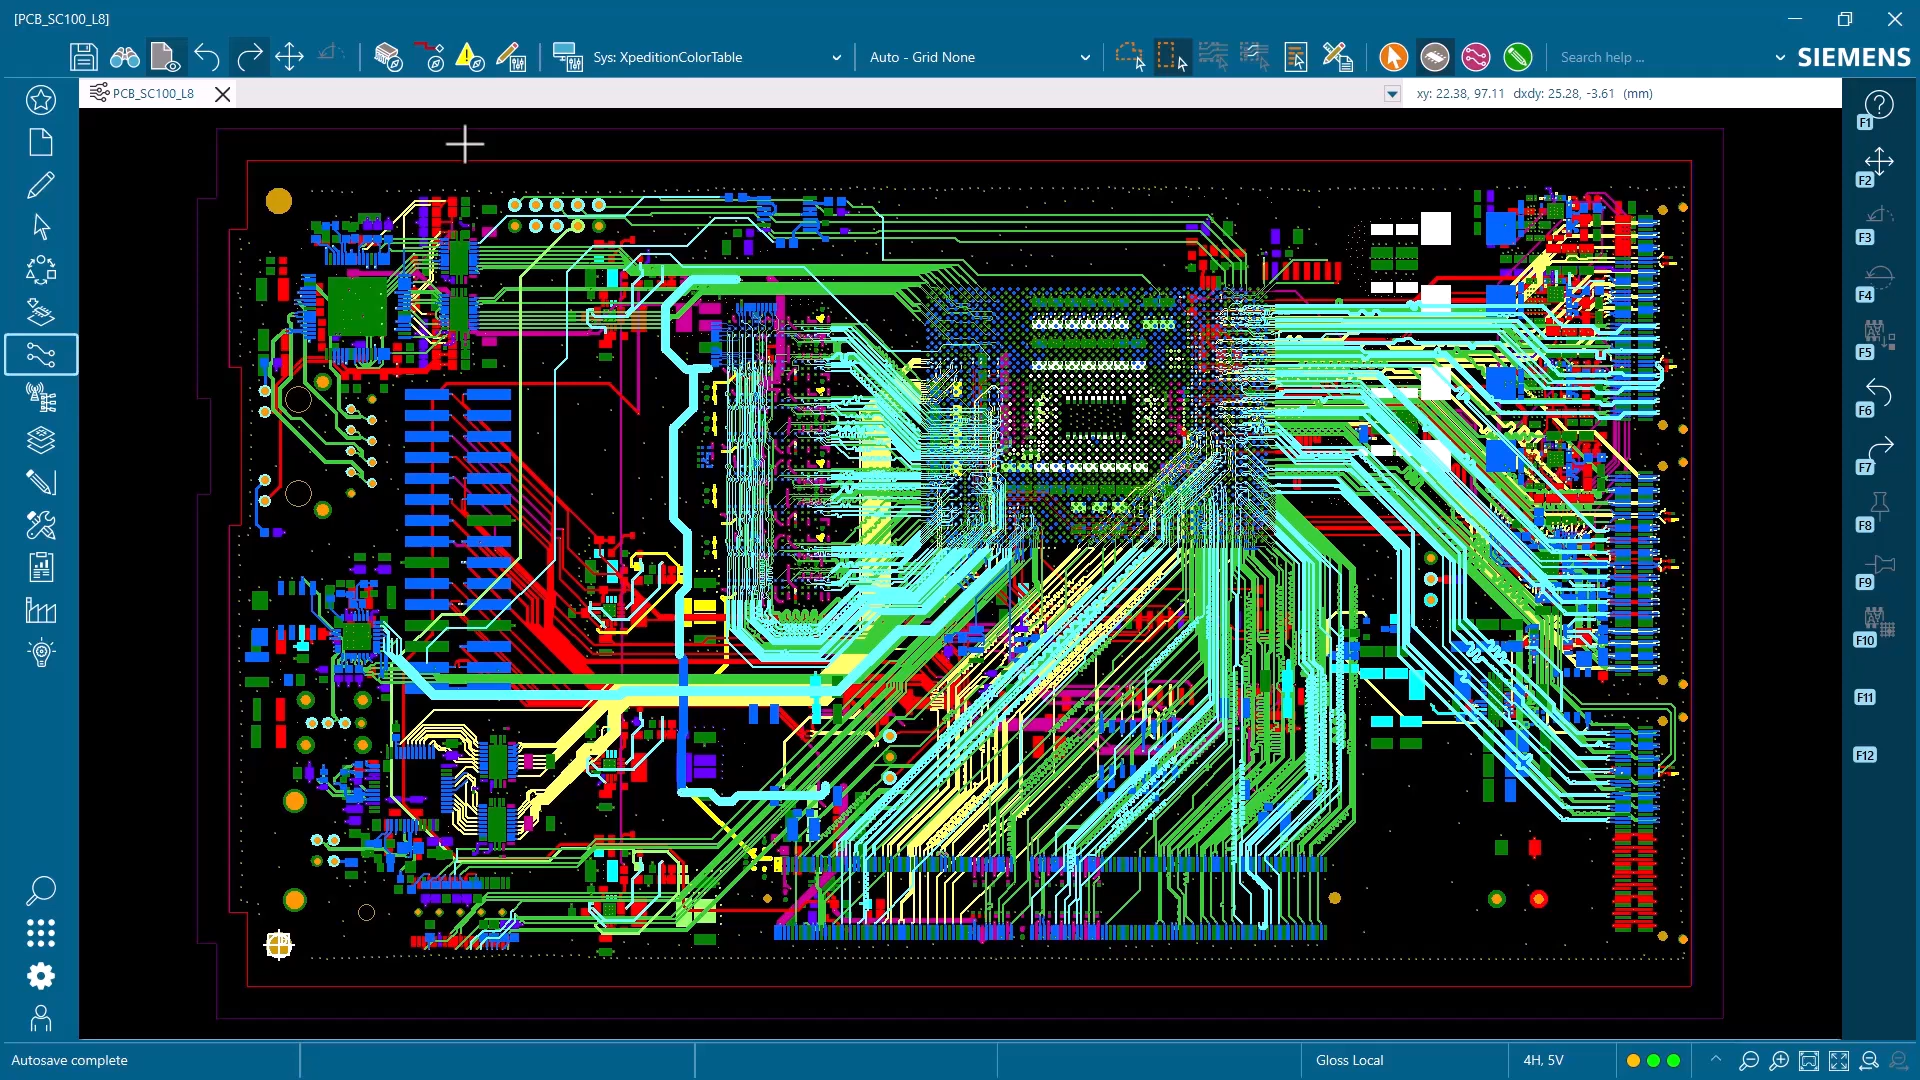 [PCB_SC100_L8]
Sys: XpeditionColorTable
Auto - Grid None
Search help ...
SIEMENS
PCB_SC100_L8
xy: 22.38, 97.11 dxdy: 25.28, -3.61 (mm)
F1
F2
F3
F4
F5
F6
F7
F8
F9
F10
F11
F12
Autosave complete
Gloss Local
4H, 5V